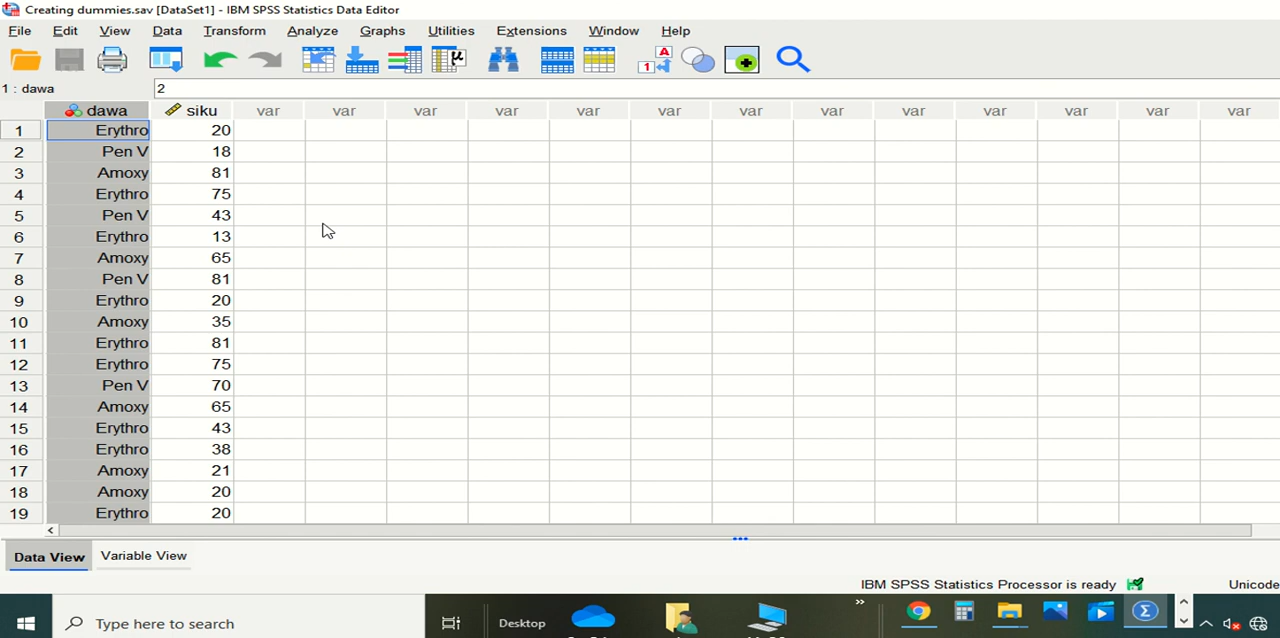 Creating dummies.sav [DataSet1] - IBM SPSS Statistics Data Editor
File Edit View Data Transform Analyze Graphs Utilities Extensions Window Help
1 : dawa 2
dawa siku var var var var var var var var var var var var var
1 Erythro 20
2 Pen V 18
3 Amoxy 81
4 Erythro 75
5 Pen V 43
6 Erythro 13
7 Amoxy 65
8 Pen V 81
9 Erythro 20
10 Amoxy 35
11 Erythro 81
12 Erythro 75
13 Pen V 70
14 Amoxy 65
15 Erythro 43
16 Erythro 38
17 Amoxy 21
18 Amoxy 20
19 Erythro 20
Data View Variable View
IBM SPSS Statistics Processor is ready Unicode
Type here to search Desktop